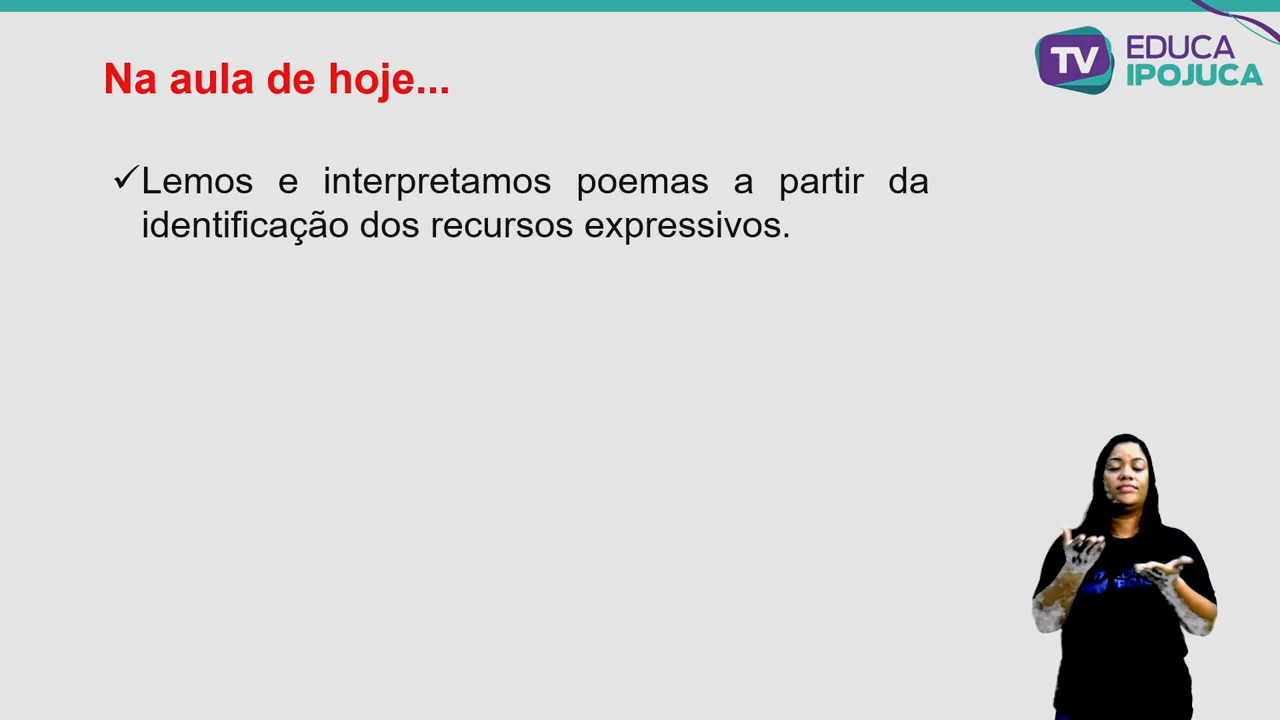 Na aula de hoje...
TV EDUCA
IPOJUCA
✓Lemos e interpretamos poemas a partir da
identificação dos recursos expressivos.